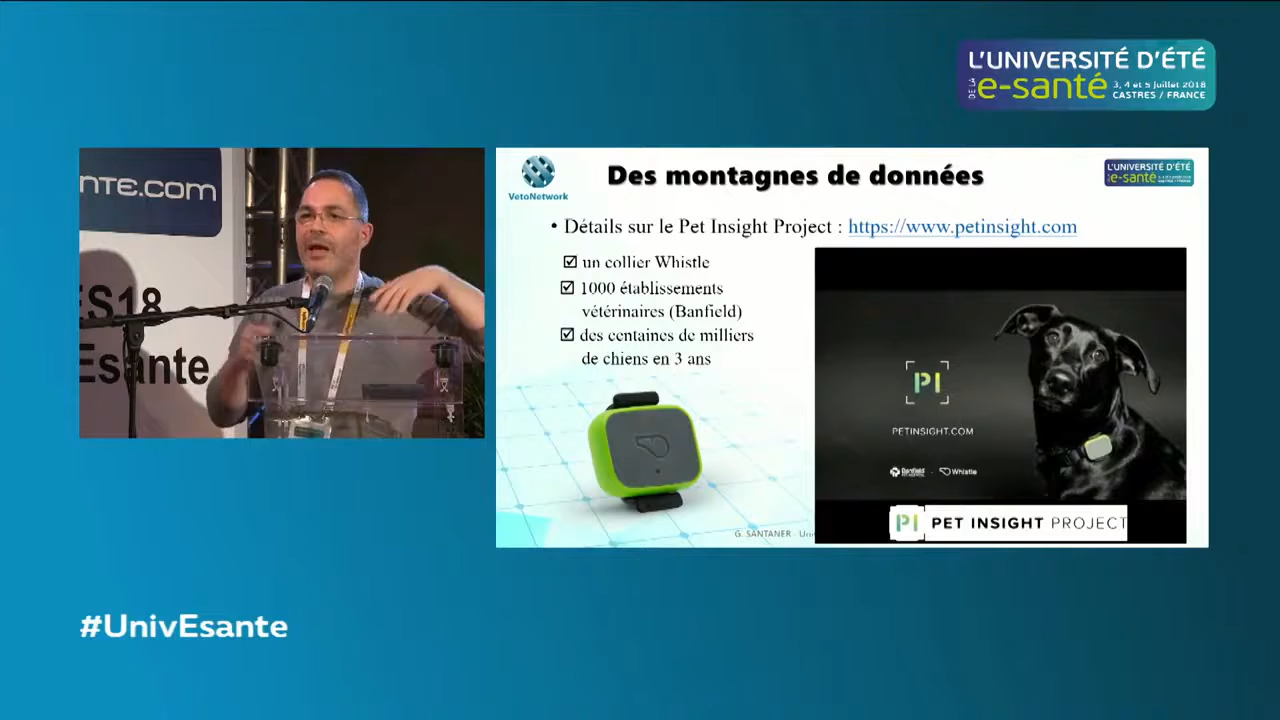 L'UNIVERSITÉ D'ÉTÉ
DE LA
e-santé
3, 4 et 5 juillet 2018
CASTRES / FRANCE
NTE.com
ES18
Esante
VetoNetwork
Des montagnes de données
L'UNIVERSITÉ D'ÉTÉ
e-santé
• Détails sur le Pet Insight Project : https://www.petinsight.com
☑ un collier Whistle
☑ 1000 établissements
vétérinaires (Banfield)
☑ des centaines de milliers
de chiens en 3 ans
PI
PETINSIGHT.COM
Banfield
Whistle
PI PET INSIGHT PROJECT
G. SANTANER - Uni
#UnivEsante